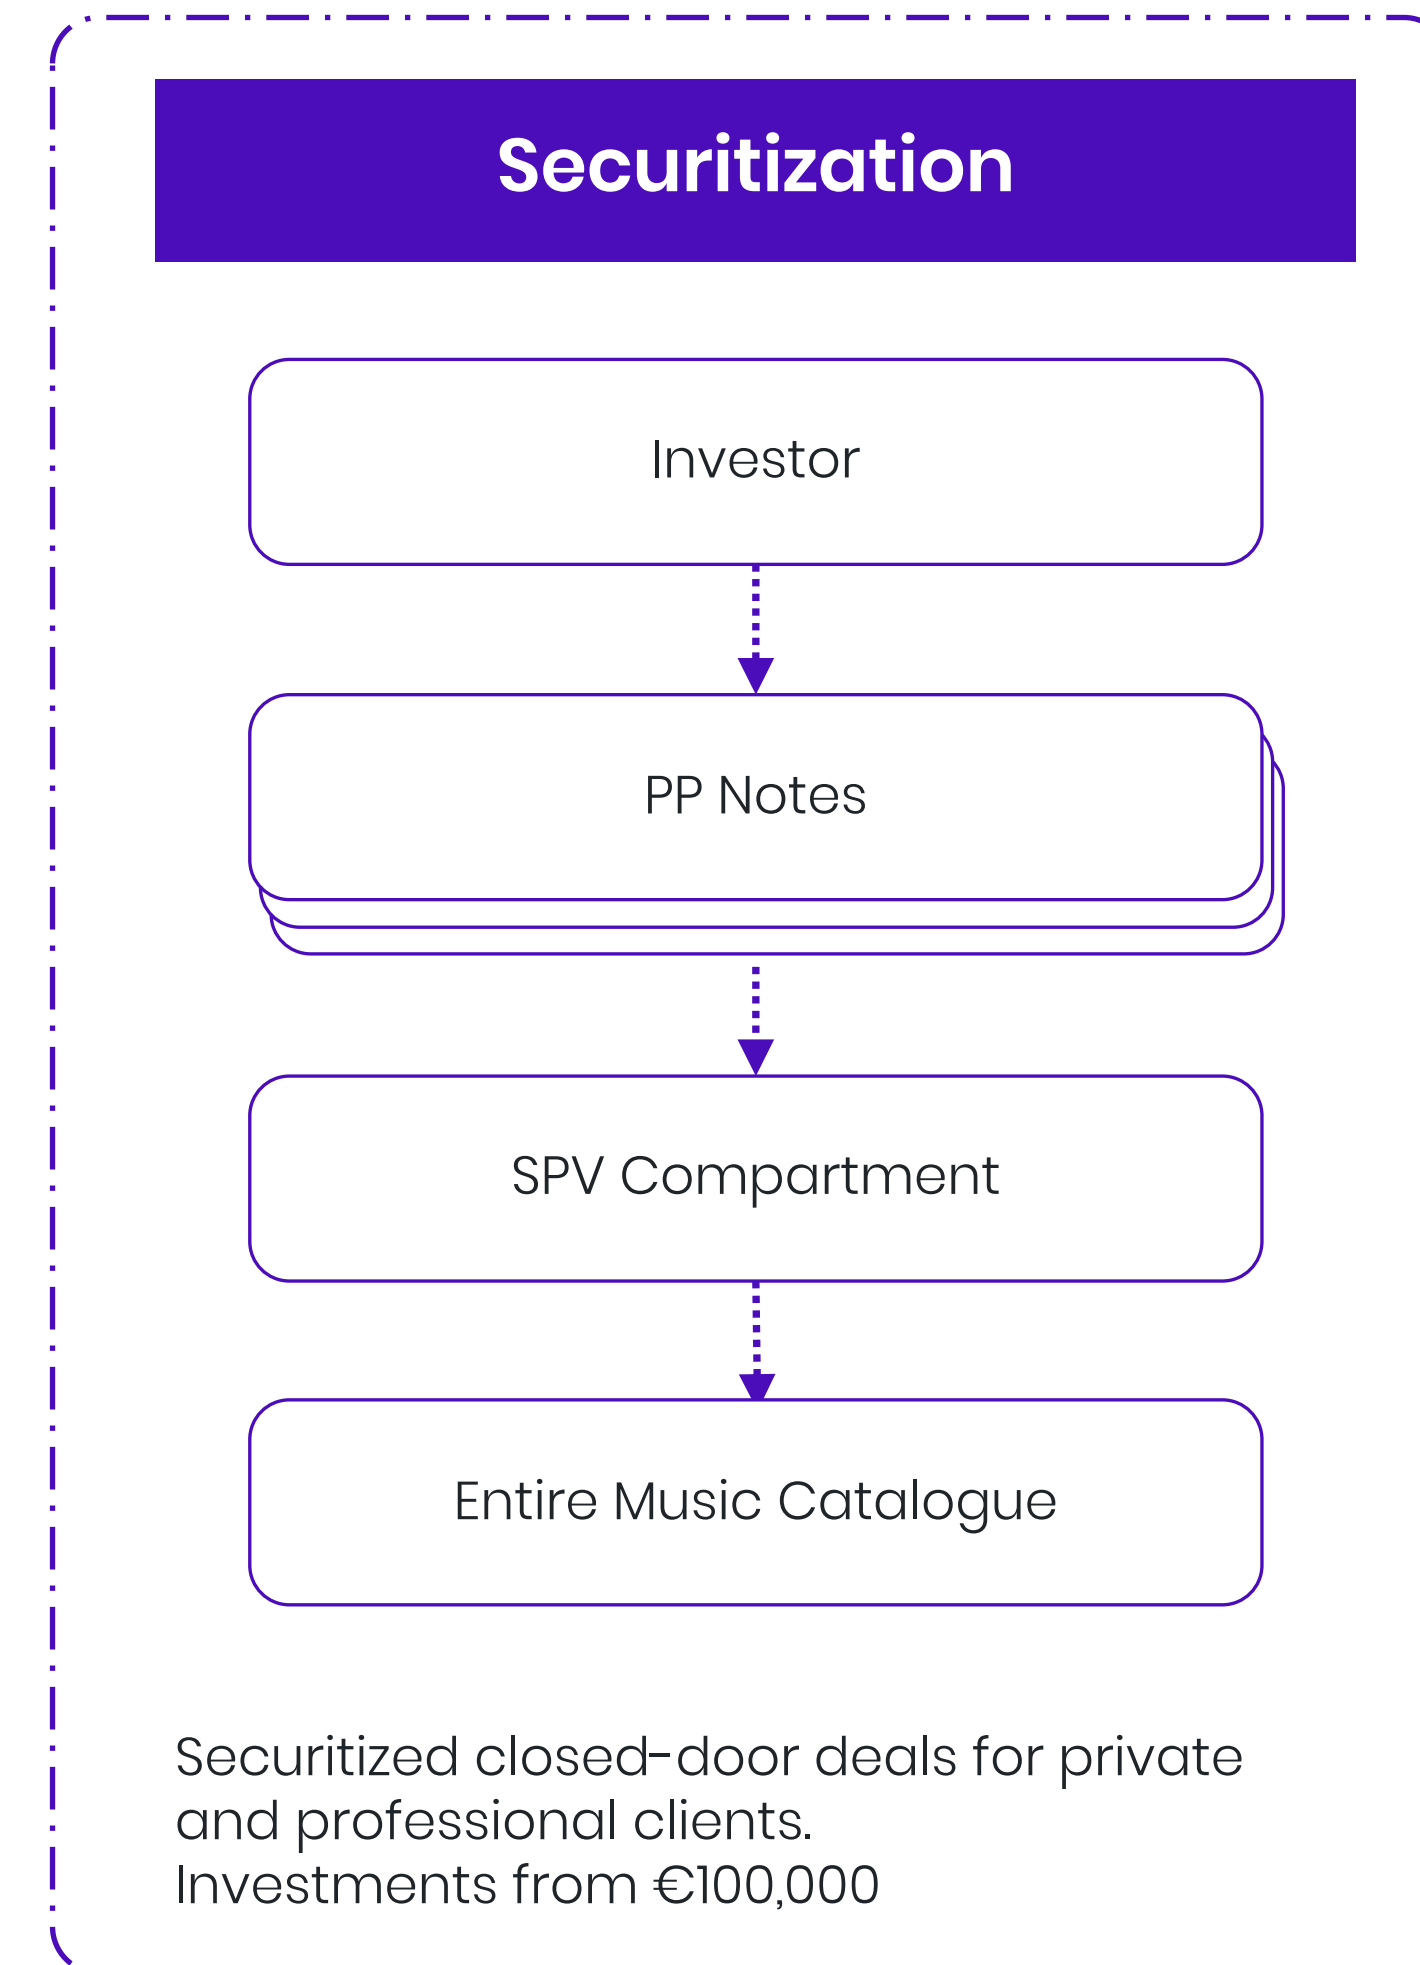 Securitization
Investor
PP Notes
SPV Compartment
Entire Music Catalogue
Securitized closed-door deals for private
and professional clients.
Investments from €100,000